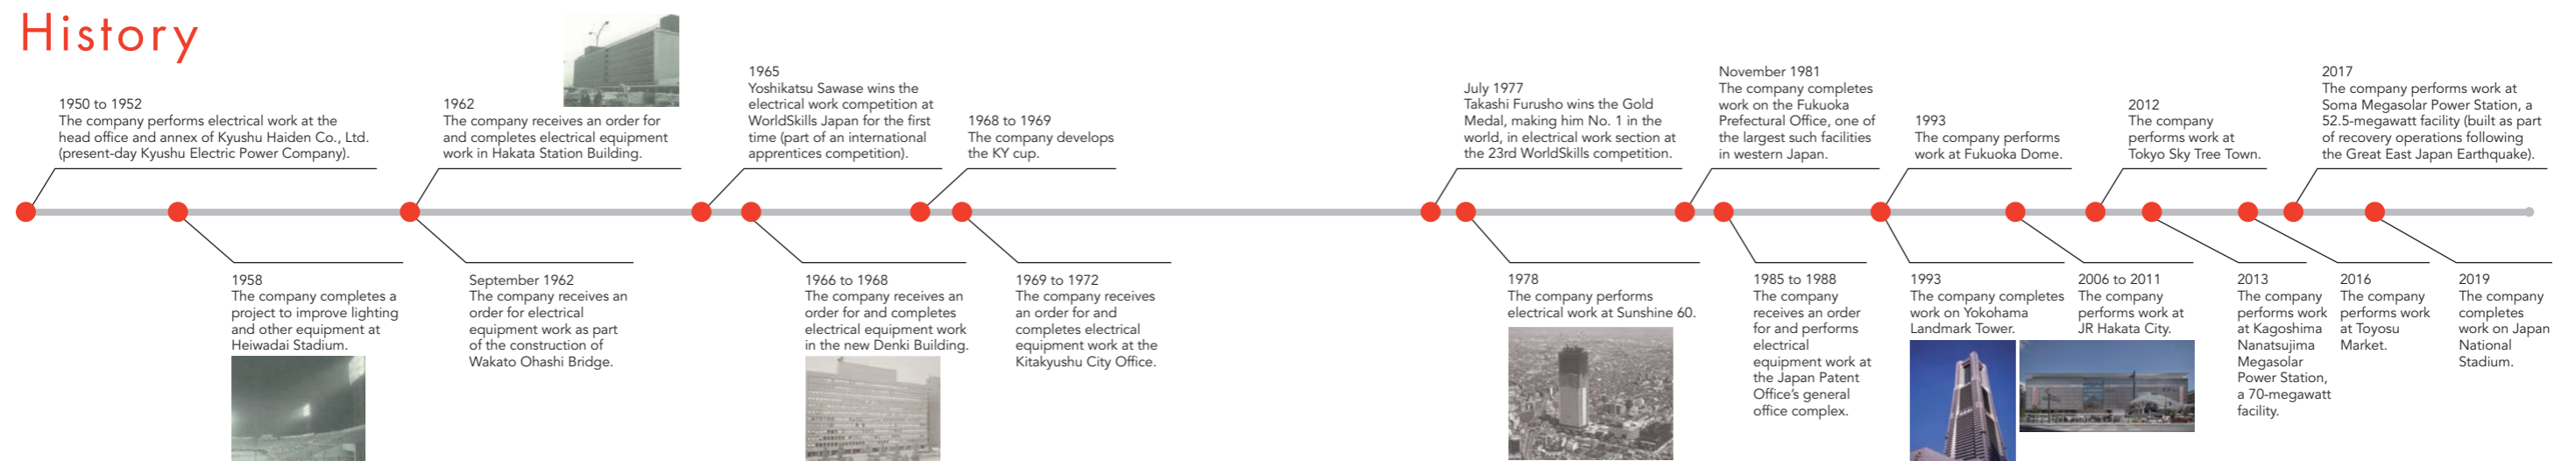 History
1950 to 1952
The company performs electrical work at the
head office and annex of Kyushu Haiden Co., Ltd.
(present-day Kyushu Electric Power Company).
1958
The company completes a
project to improve lighting
and other equipment at
Heiwadai Stadium.
1962
The company receives an order for
and completes electrical equipment
work in Hakata Station Building.
September 1962
The company receives an
order for electrical
equipment work as part
of the construction of
Wakato Ohashi Bridge.
1965
Yoshikatsu Sawase wins the
electrical work competition at
WorldSkills Japan for the first
time (part of an international
apprentices competition).
1966 to 1968
The company receives an
order for and completes
electrical equipment work
in the new Denki Building.
1968 to 1969
The company develops
the KY cup.
1969 to 1972
The company receives
an order for and
completes electrical
equipment work at the
Kitakyushu City Office.
July 1977
Takashi Furusho wins the Gold
Medal, making him No. 1 in the
world, in electrical work section at
the 23rd WorldSkills competition.
1978
The company performs
electrical work at Sunshine 60.
November 1981
The company completes
work on the Fukuoka
Prefectural Office, one of
the largest such facilities
in western Japan.
1985 to 1988
The company
receives an order
for and performs
electrical
equipment work at
the Japan Patent
Office's general
office complex.
1993
The company performs
work at Fukuoka Dome.
1993
The company completes
work on Yokohama
Landmark Tower.
2006 to 2011
The company
performs work at
JR Hakata City.
2012
The company
performs work at
Tokyo Sky Tree Town.
2013
The company
performs work
at Kagoshima
Nanatsujima
Megasolar
Power Station,
a 70-megawatt
facility.
2016
The company
performs work
at Toyosu
Market.
2017
The company performs work at
Soma Megasolar Power Station, a
52.5-megawatt facility (built as part
of recovery operations following
the Great East Japan Earthquake).
2019
The company
completes
work on Japan
National
Stadium.